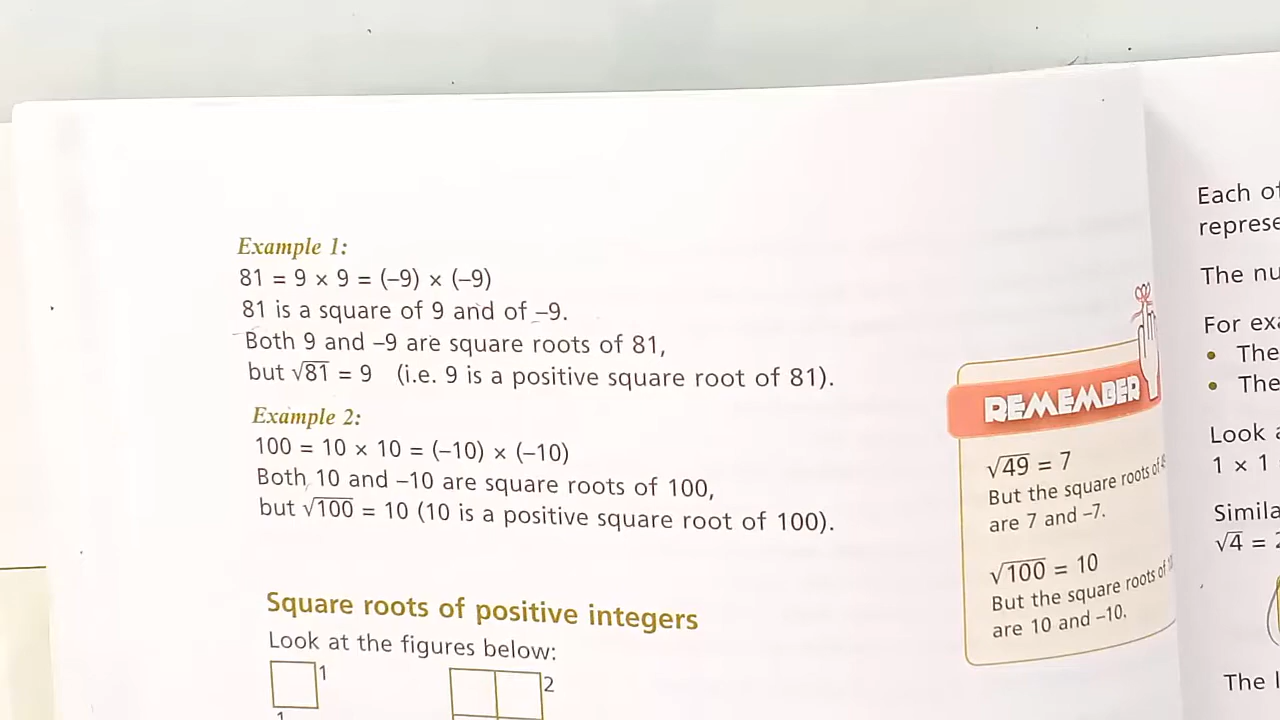 Example 1:
81 = 9 × 9 = (–9) × (–9)
81 is a square of 9 and of –9.
Both 9 and –9 are square roots of 81,
but √81 = 9 (i.e. 9 is a positive square root of 81).
Example 2:
100 = 10 × 10 = (–10) × (–10)
Both 10 and –10 are square roots of 100,
but √100 = 10 (10 is a positive square root of 100).
Square roots of positive integers
Look at the figures below:
1
2
1
REMEMBER
√49 = 7
But the square roots of
are 7 and –7.
√100 = 10
But the square roots of
are 10 and –10.
Each
The
For
• The
• The
Look
1 × 1
√4 =
The